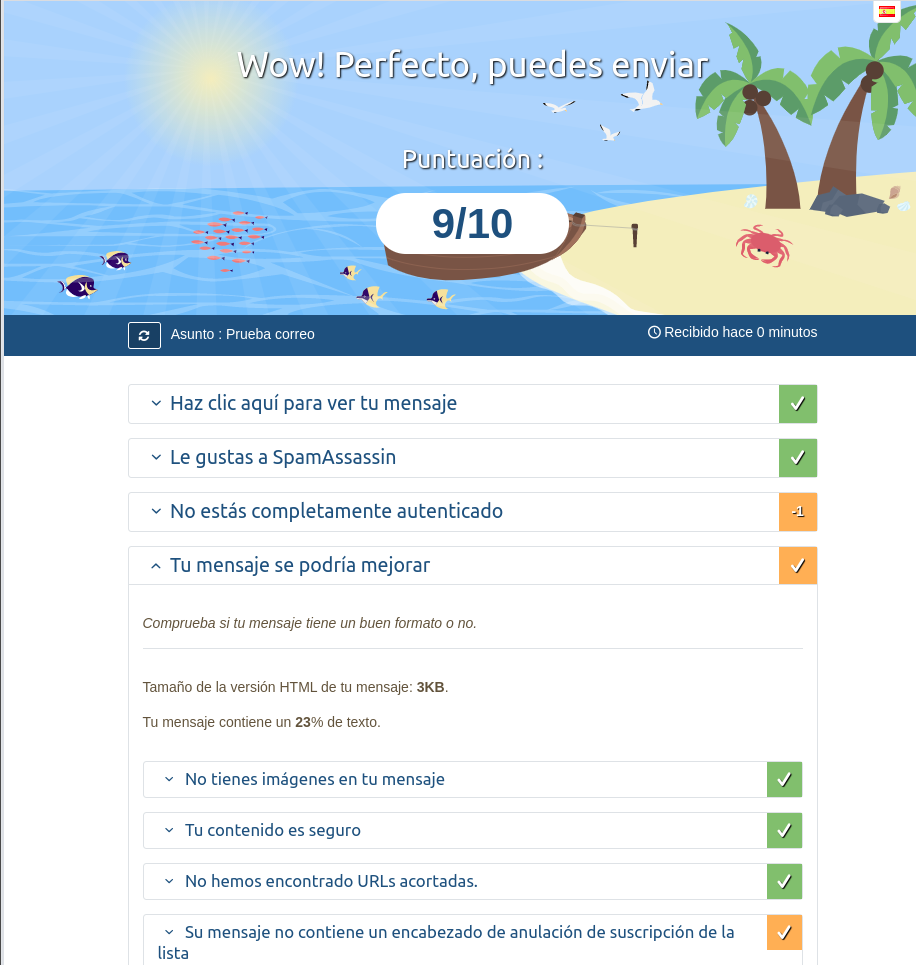 Wow! Perfecto, puedes enviar
Puntuación :
9/10
Asunto : Prueba correo
Recibido hace 0 minutos
Haz clic aquí para ver tu mensaje
Le gustas a SpamAssassin
No estás completamente autenticado
-1
Tu mensaje se podría mejorar
Comprueba si tu mensaje tiene un buen formato o no.
Tamaño de la versión HTML de tu mensaje: 3KB.
Tu mensaje contiene un 23% de texto.
No tienes imágenes en tu mensaje
Tu contenido es seguro
No hemos encontrado URLs acortadas.
Su mensaje no contiene un encabezado de anulación de suscripción de la
lista